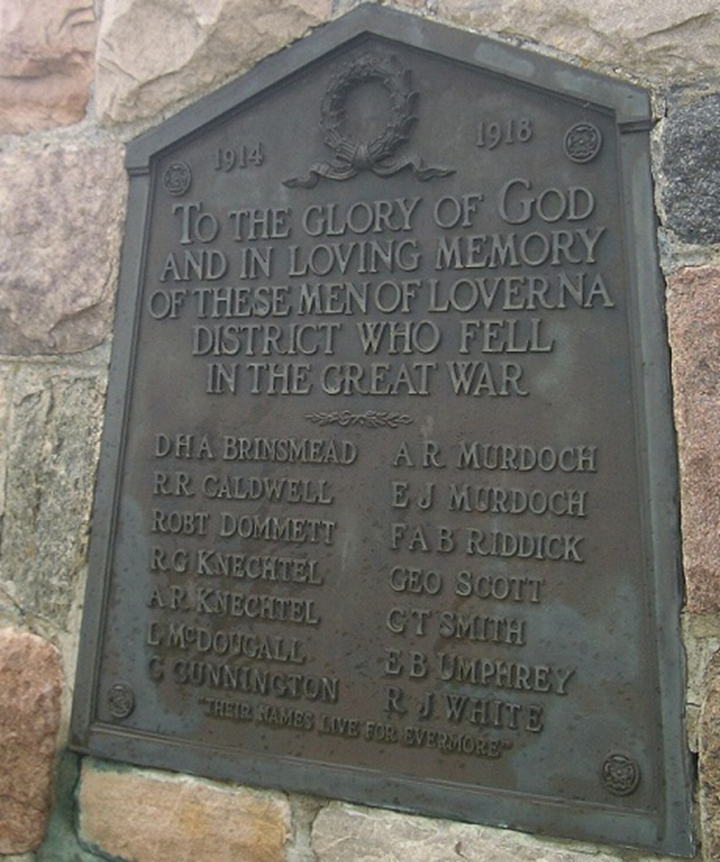 1914 1918
TO THE GLORY OF GOD
AND IN LOVING MEMORY
OF THESE MEN OF LOVERNA
DISTRICT WHO FELL
IN THE GREAT WAR
D H A BRINSMEAD
R.R. CALDWELL
ROBT DOMMETT
R.G KNECHTEL
A R. KNECHTEL
L McDOUGALL
G GUNNINGTON
A R. MURDOCH
E J MURDOCH
F A B RIDDICK
GEO SCOTT
G T SMITH
E B UMPHREY
R. J. WHITE
"THEIR NAMES LIVE FOR EVERMORE"